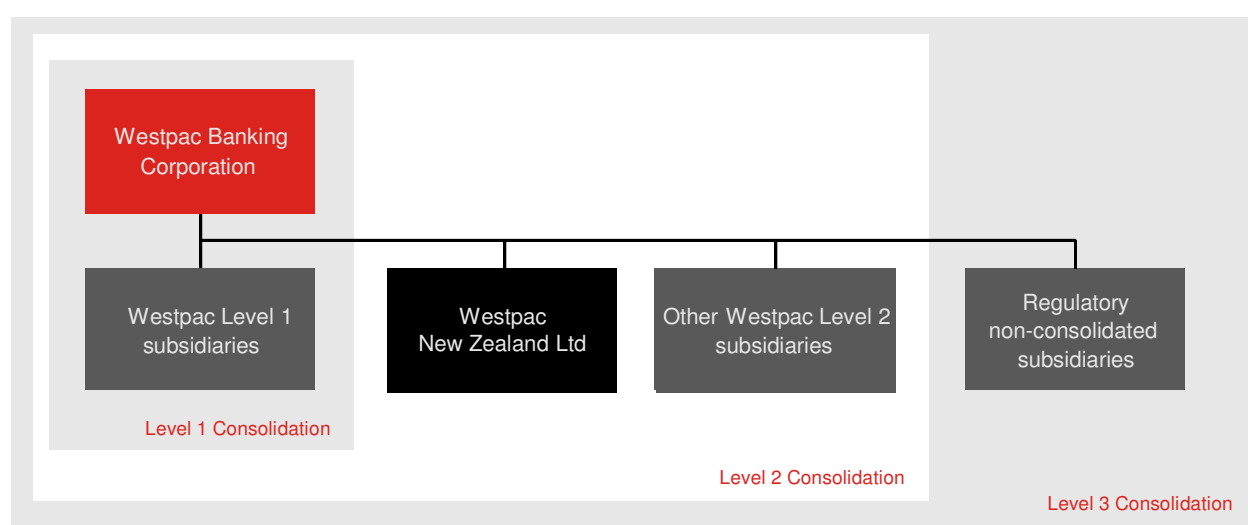 Westpac Banking
Corporation
Westpac Level 1
subsidiaries
Westpac
New Zealand Ltd
Other Westpac Level 2
subsidiaries
Regulatory
non-consolidated
subsidiaries
Level 1 Consolidation
Level 2 Consolidation
Level 3 Consolidation